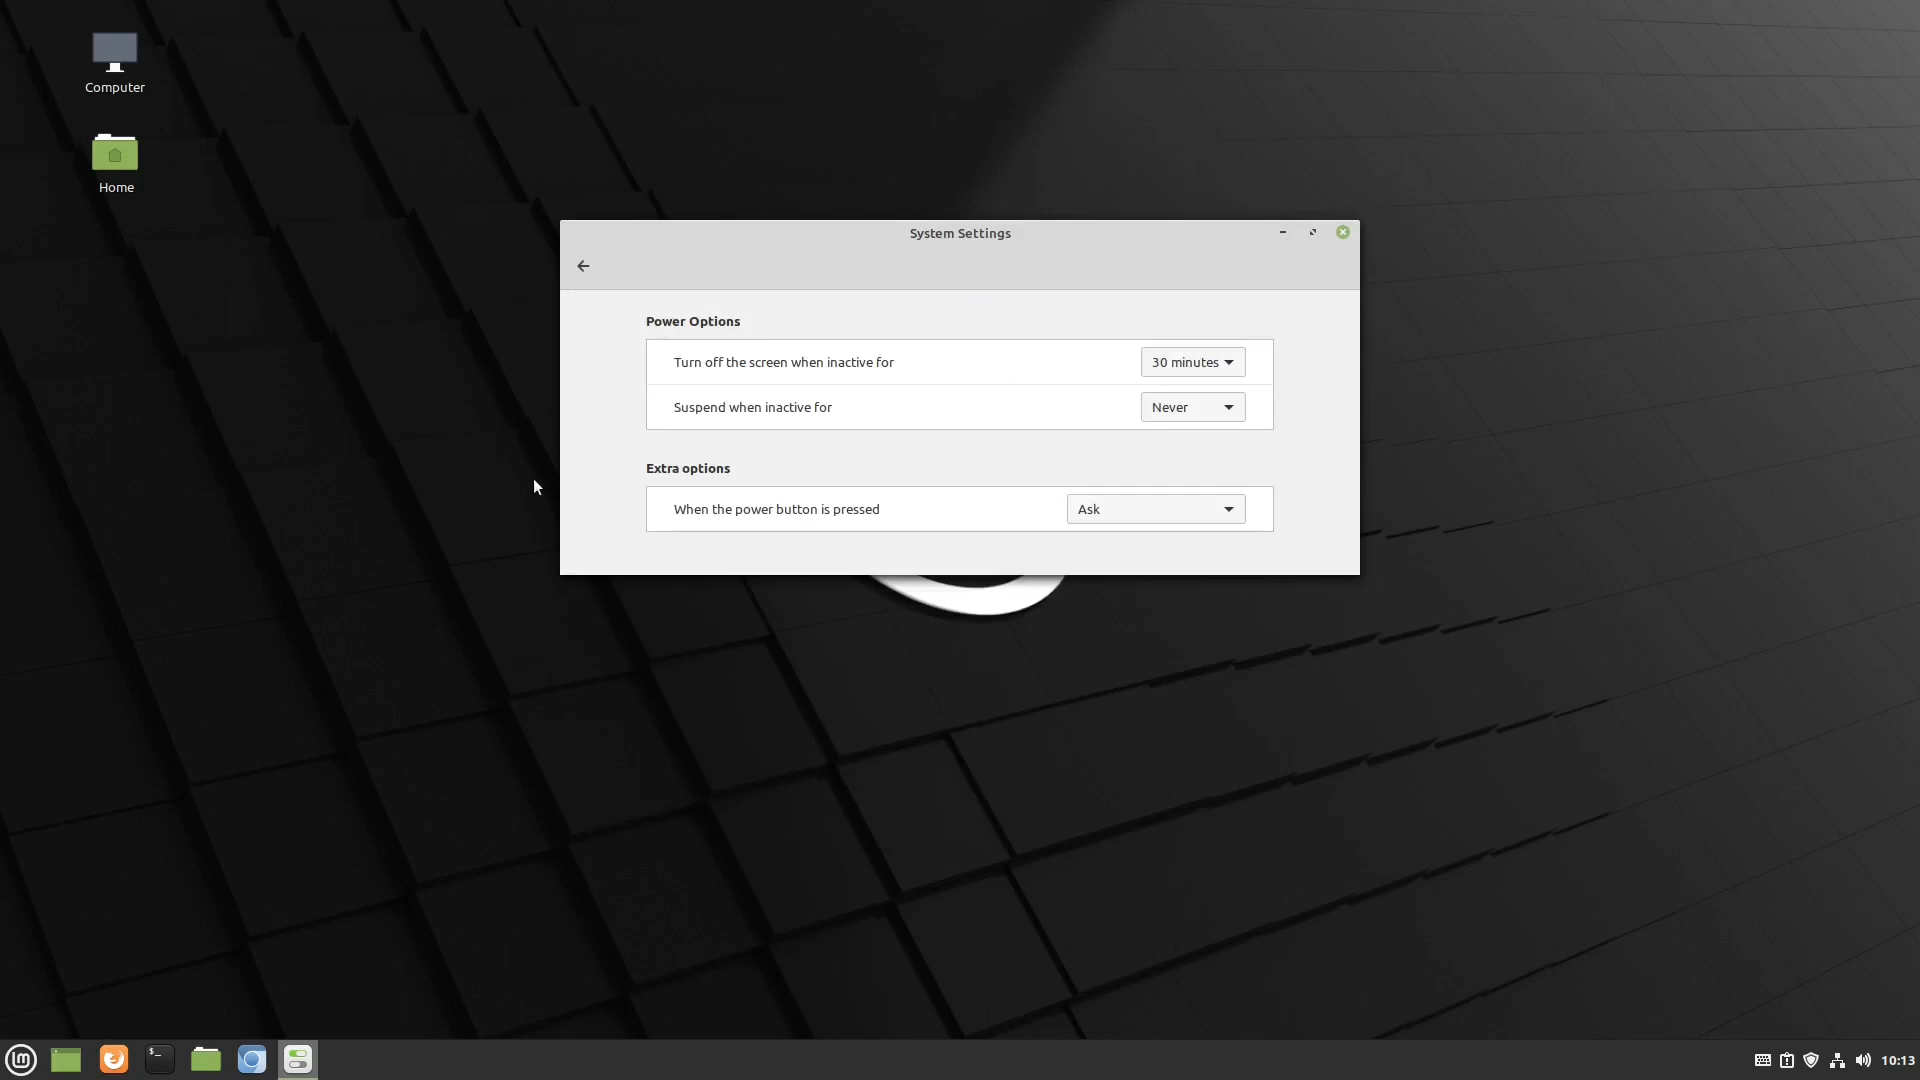 Computer
Home
System Settings
Power Options
Turn off the screen when inactive for
30 minutes
Suspend when inactive for
Never
Extra options
When the power button is pressed
Ask
10:13